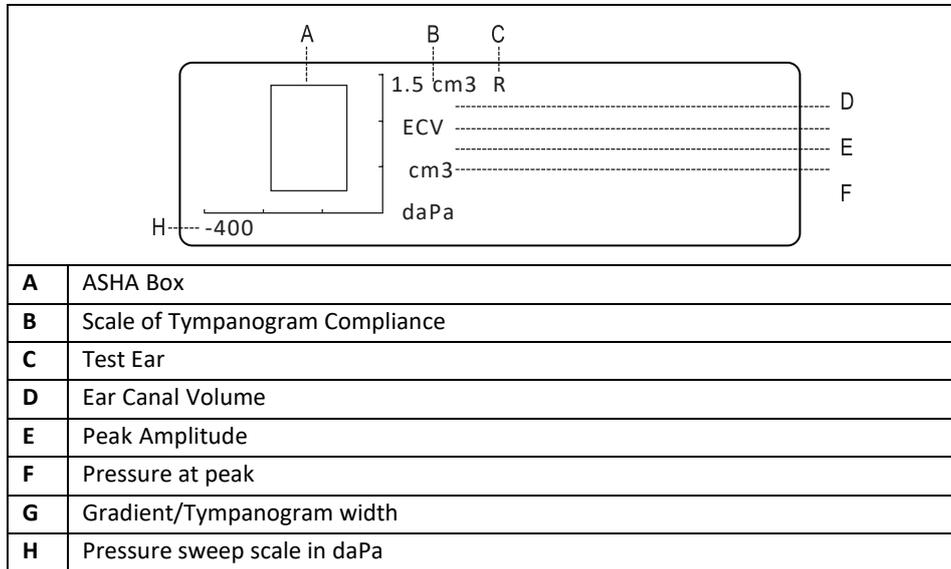 A B C
1.5 cm3 R
D
ECV
E
cm3
F
daPa
H -400
A ASHA Box
B Scale of Tympanogram Compliance
C Test Ear
D Ear Canal Volume
E Peak Amplitude
F Pressure at peak
G Gradient/Tympanogram width
H Pressure sweep scale in daPa